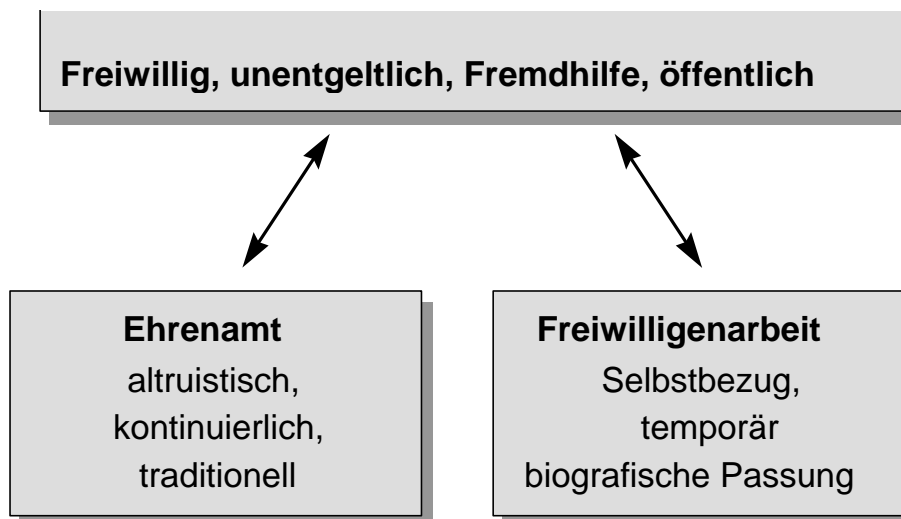 Freiwillig, unentgeltlich, Fremdhilfe, öffentlich
Ehrenamt
altruistisch,
kontinuierlich,
traditionell
Freiwilligenarbeit
Selbstbezug,
temporär
biografische Passung